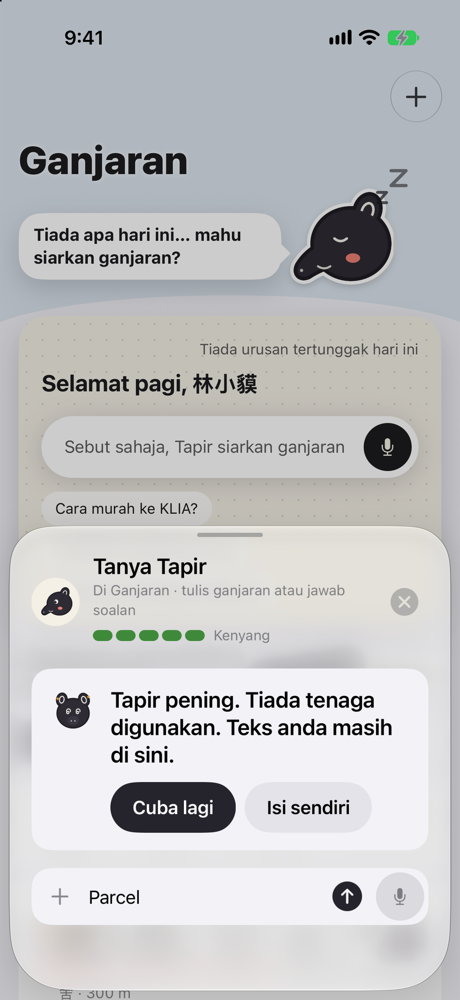 9:41
Ganjaran
z
Z
Tiada apa hari ini... mahu
siarkan ganjaran?
Tiada urusan tertunggak hari ini
Selamat pagi, 林小貘
Sebut sahaja, Tapir siarkan ganjaran
Cara murah ke KLIA?
Tanya Tapir
Di Ganjaran · tulis ganjaran atau jawab
soalan
Kenyang
Tapir pening. Tiada tenaga
digunakan. Teks anda masih
di sini.
Cuba lagi
Isi sendiri
Parcel
· 300 m